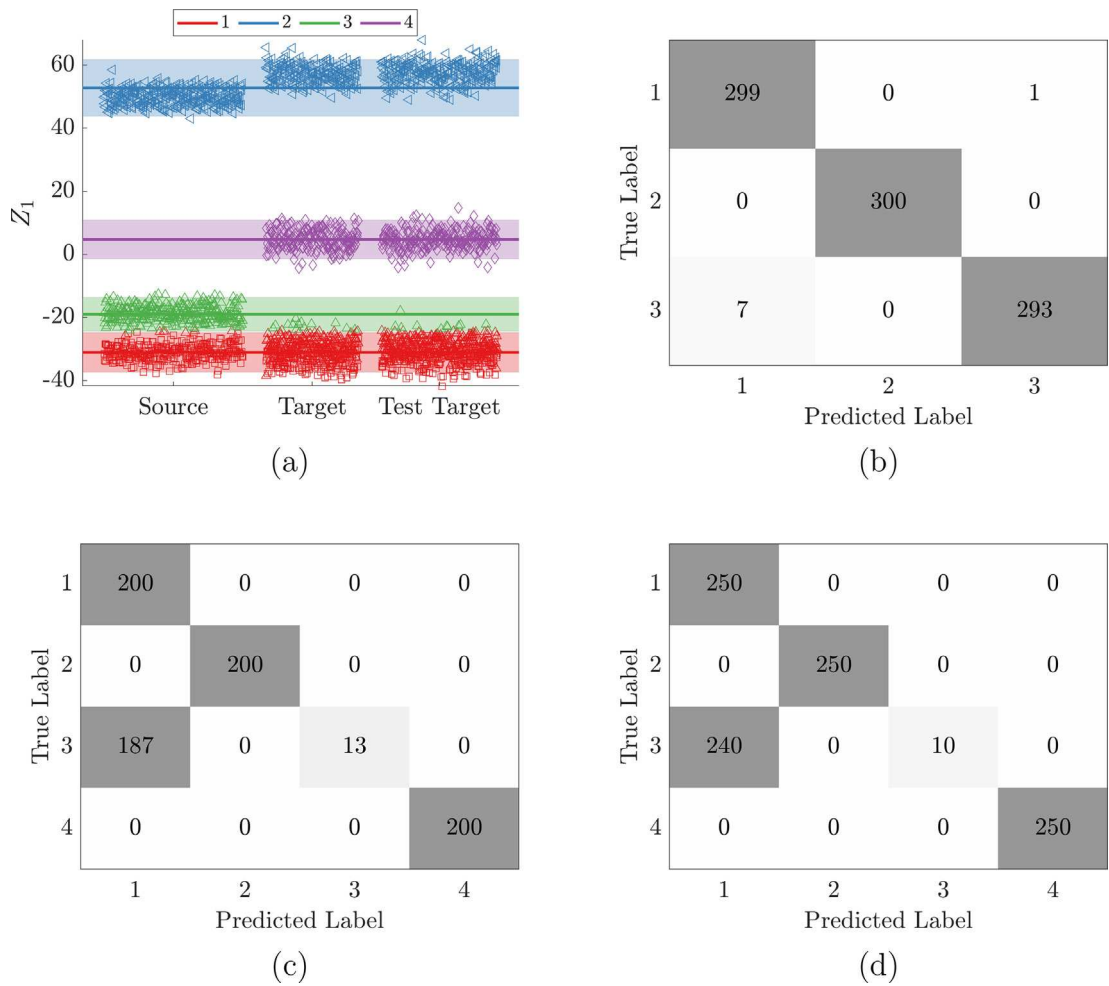 1 2 3 4
60
40
20
0
-20
-40
Z1
Source Target Test Target
(a)
1 299 0 1
2 0 300 0
3 7 0 293
1 2 3
True Label
Predicted Label
(b)
1 200 0 0 0
2 0 200 0 0
3 187 0 13 0
4 0 0 0 200
1 2 3 4
True Label
Predicted Label
(c)
1 250 0 0 0
2 0 250 0 0
3 240 0 10 0
4 0 0 0 250
1 2 3 4
True Label
Predicted Label
(d)